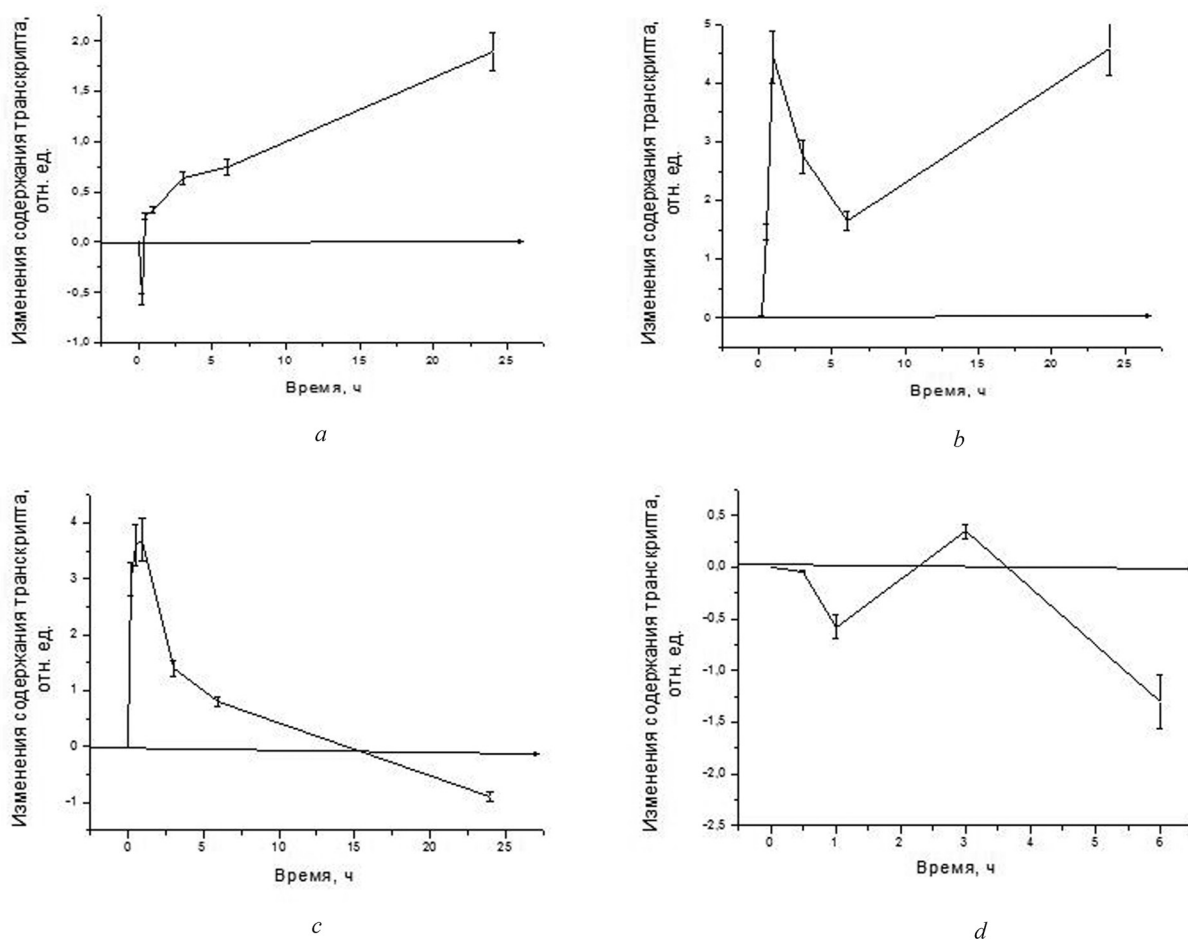 Изменения содержания транскрипта,
отн. ед.
2,0
1,5
1,0
0,5
0,0
-0,5
-1,0
0 5 10 15 20 25
Время, ч
a
Изменения содержания транскрипта,
отн. ед.
5
4
3
2
1
0
0 5 10 15 20 25
Время, ч
b
Изменения содержания транскрипта,
отн. ед.
4
3
2
1
0
-1
0 5 10 15 20 25
Время, ч
c
Изменения содержания транскрипта,
отн. ед.
0,5
0,0
-0,5
-1,0
-1,5
-2,0
-2,5
0 1 2 3 4 5 6
Время, ч
d